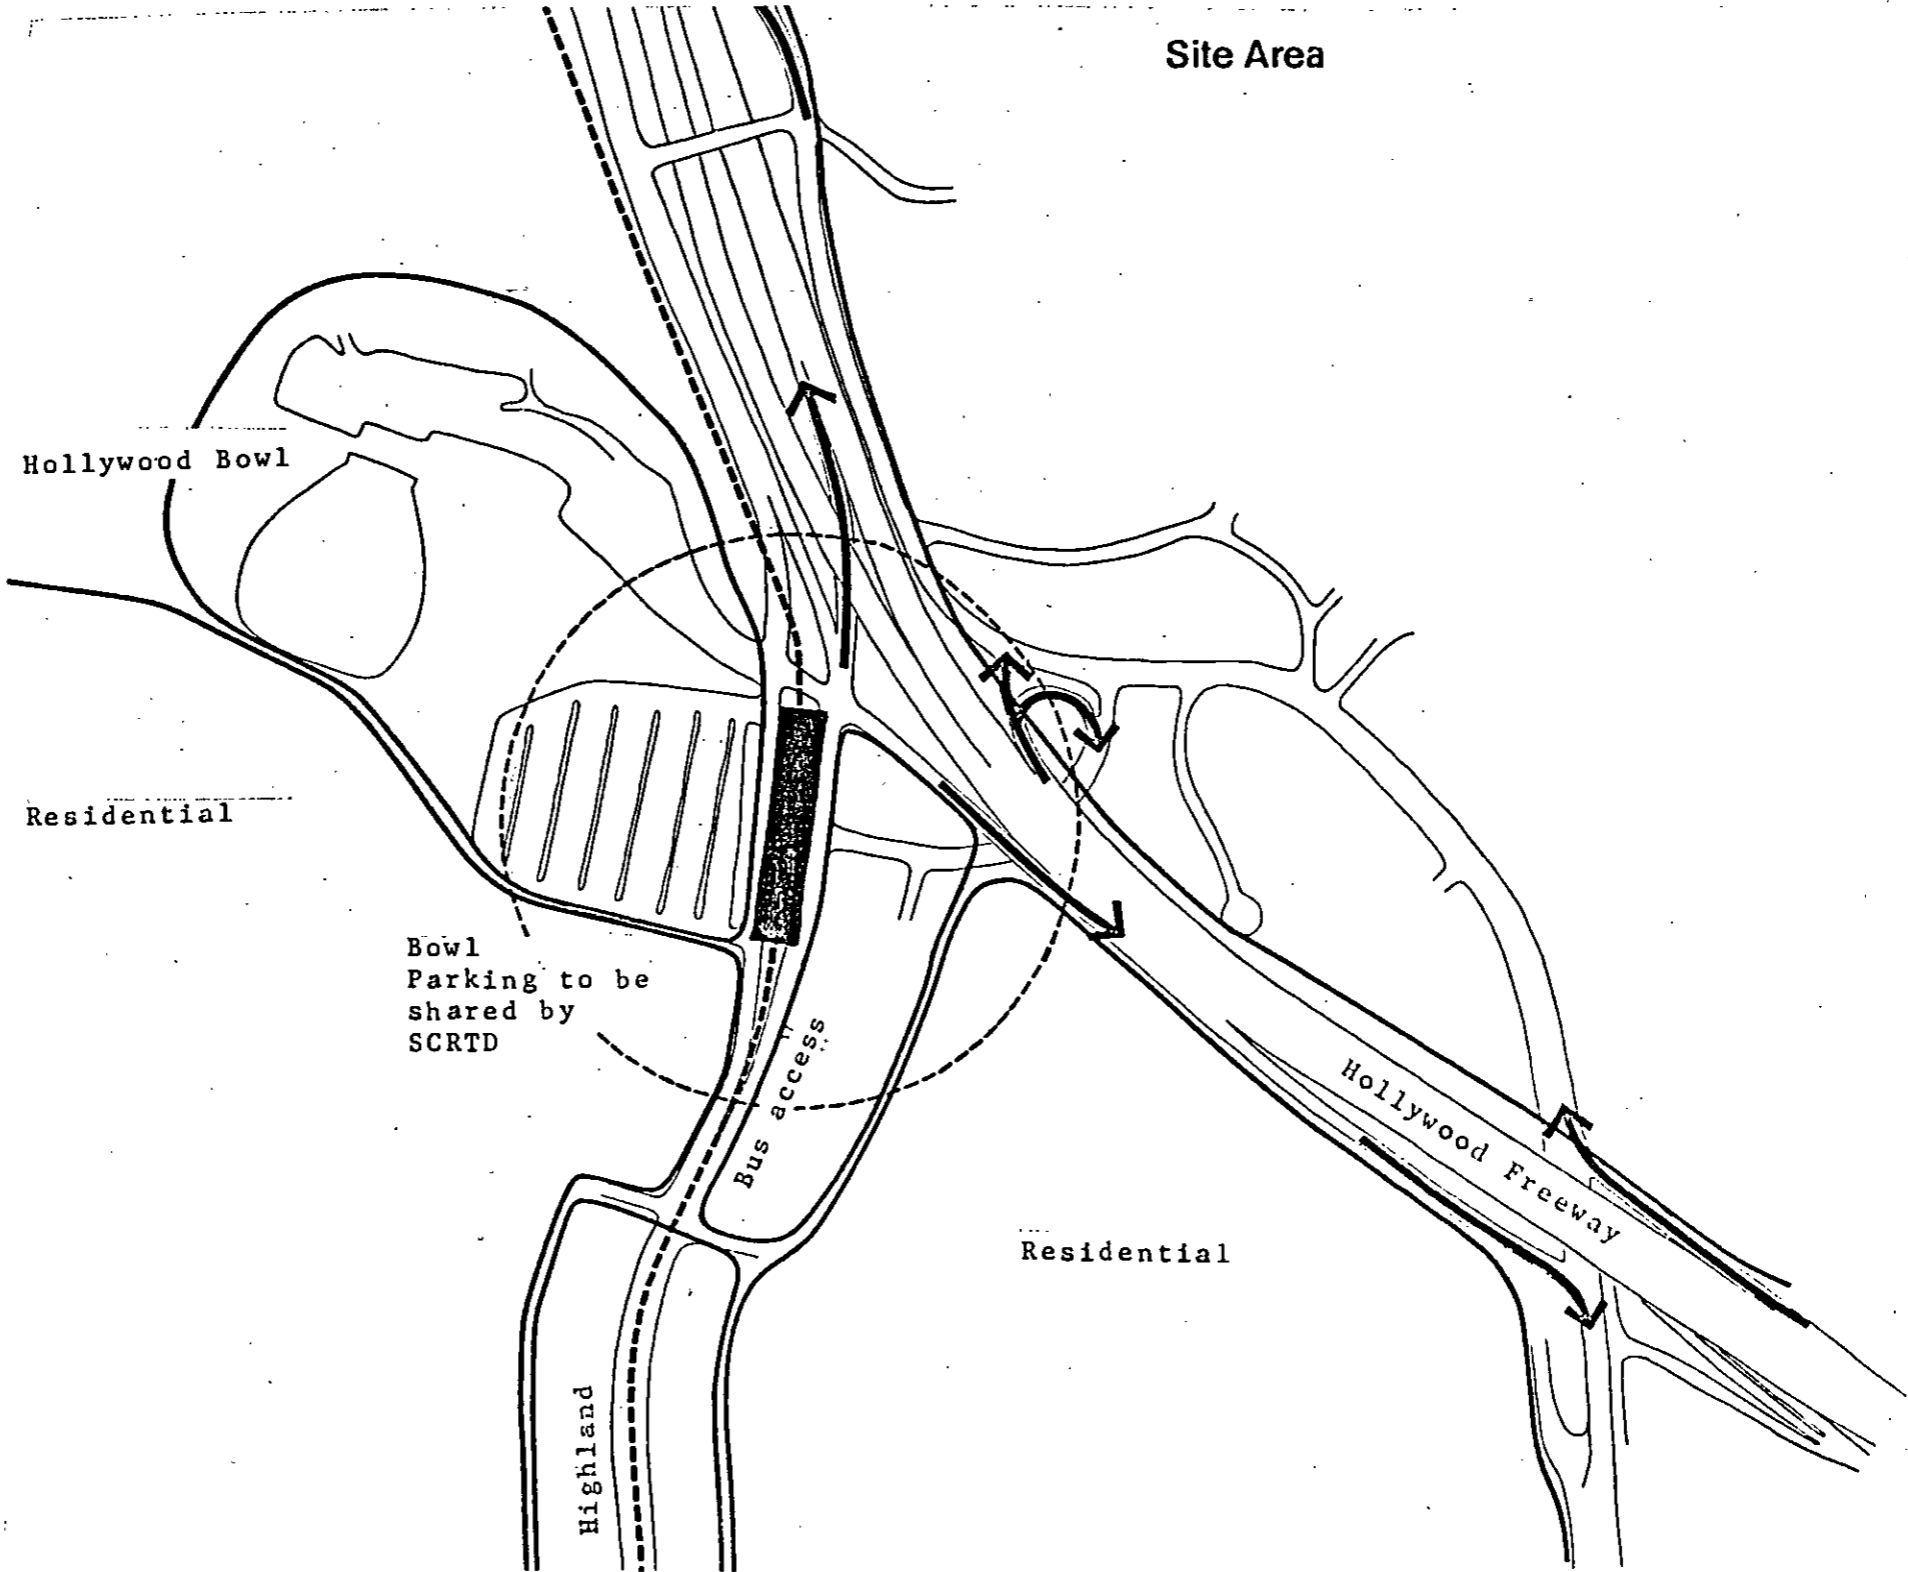 Site Area
Hollywood Bowl
Residential
Bowl
Parking to be
shared by
SCRTD
Bus access
Hollywood Freeway
Residential
Highland